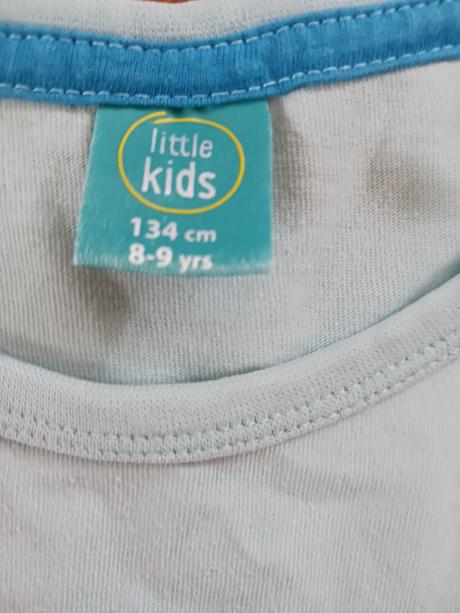 little
kids
134 cm
8-9 yrs